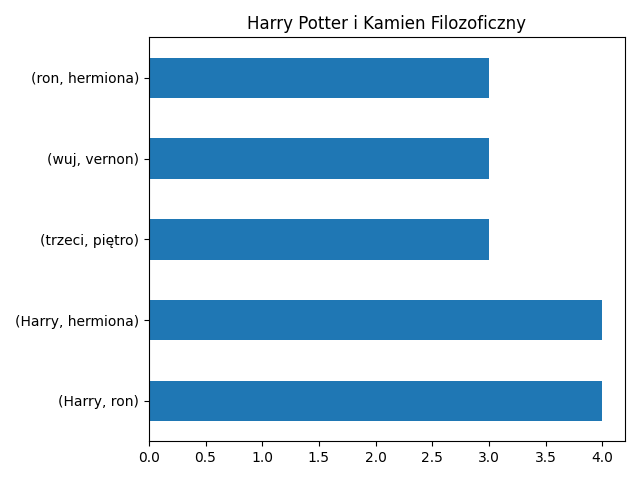 Harry Potter i Kamien Filozoficzny
(ron, hermiona)
(wuj, vernon)
(trzeci, piętro)
(Harry, hermiona)
(Harry, ron)
0.0 0.5 1.0 1.5 2.0 2.5 3.0 3.5 4.0